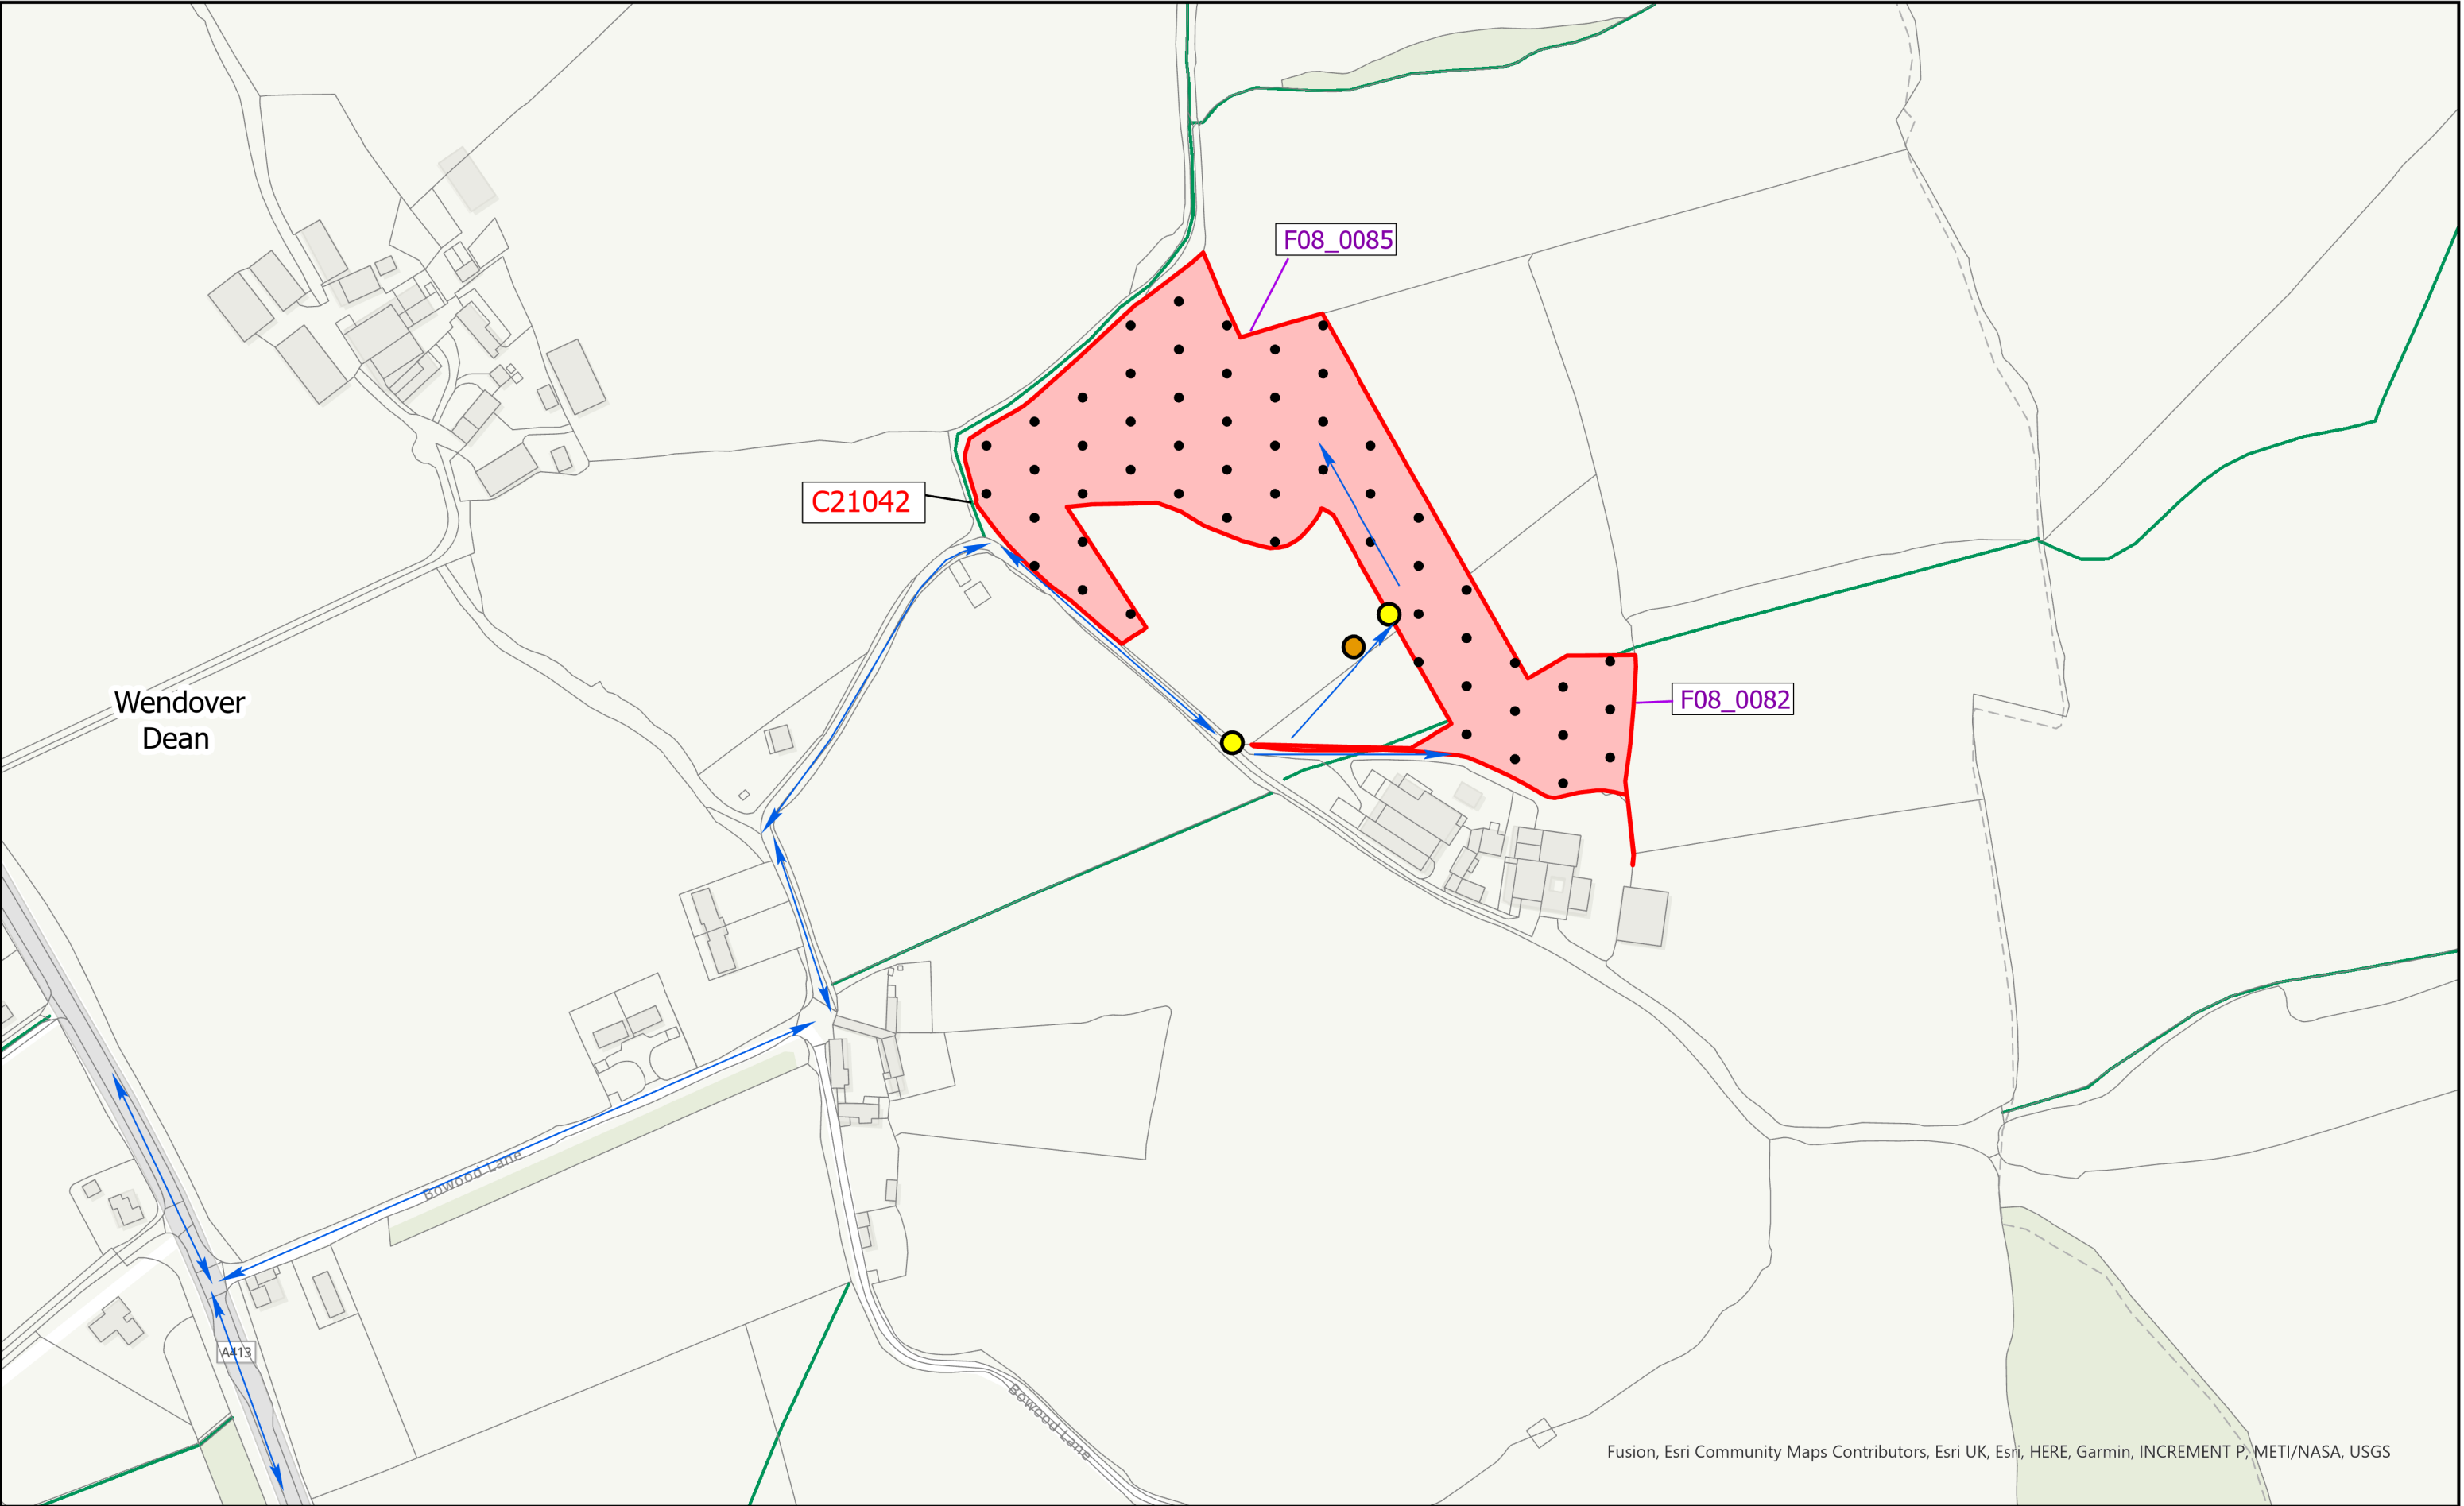 F08_0085
C21042
F08_0082
Wendover
Dean
Bowood Lane
A413
Bowood Lane
Fusion, Esri Community Maps Contributors, Esri UK, Esri, HERE, Garmin, INCREMENT P, METI/NASA, USGS